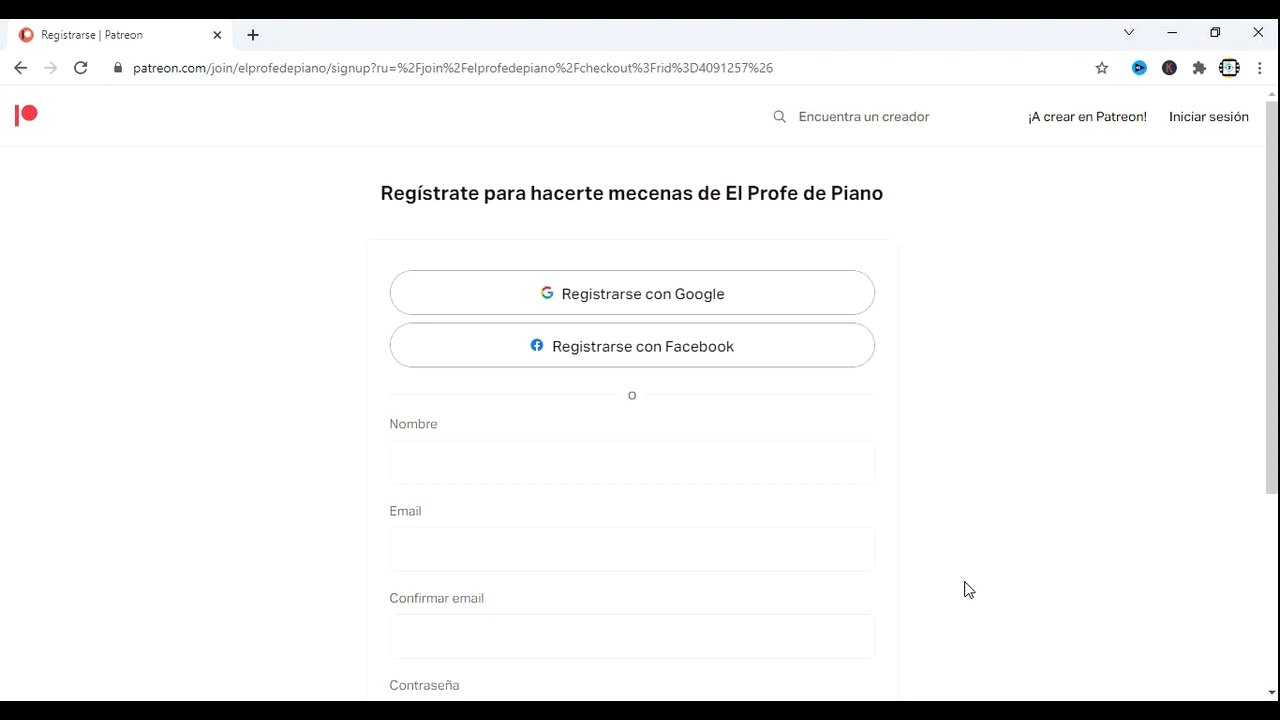 Registrarse | Patreon
patreon.com/join/elprofedepiano/signup?ru=%2Fjoin%2Felprofedepiano%2Fcheckout%3Frid%3D4091257%26
Encuentra un creador
¡A crear en Patreon!
Iniciar sesión
Regístrate para hacerte mecenas de El Profe de Piano
Registrarse con Google
Registrarse con Facebook
o
Nombre
Email
Confirmar email
Contraseña